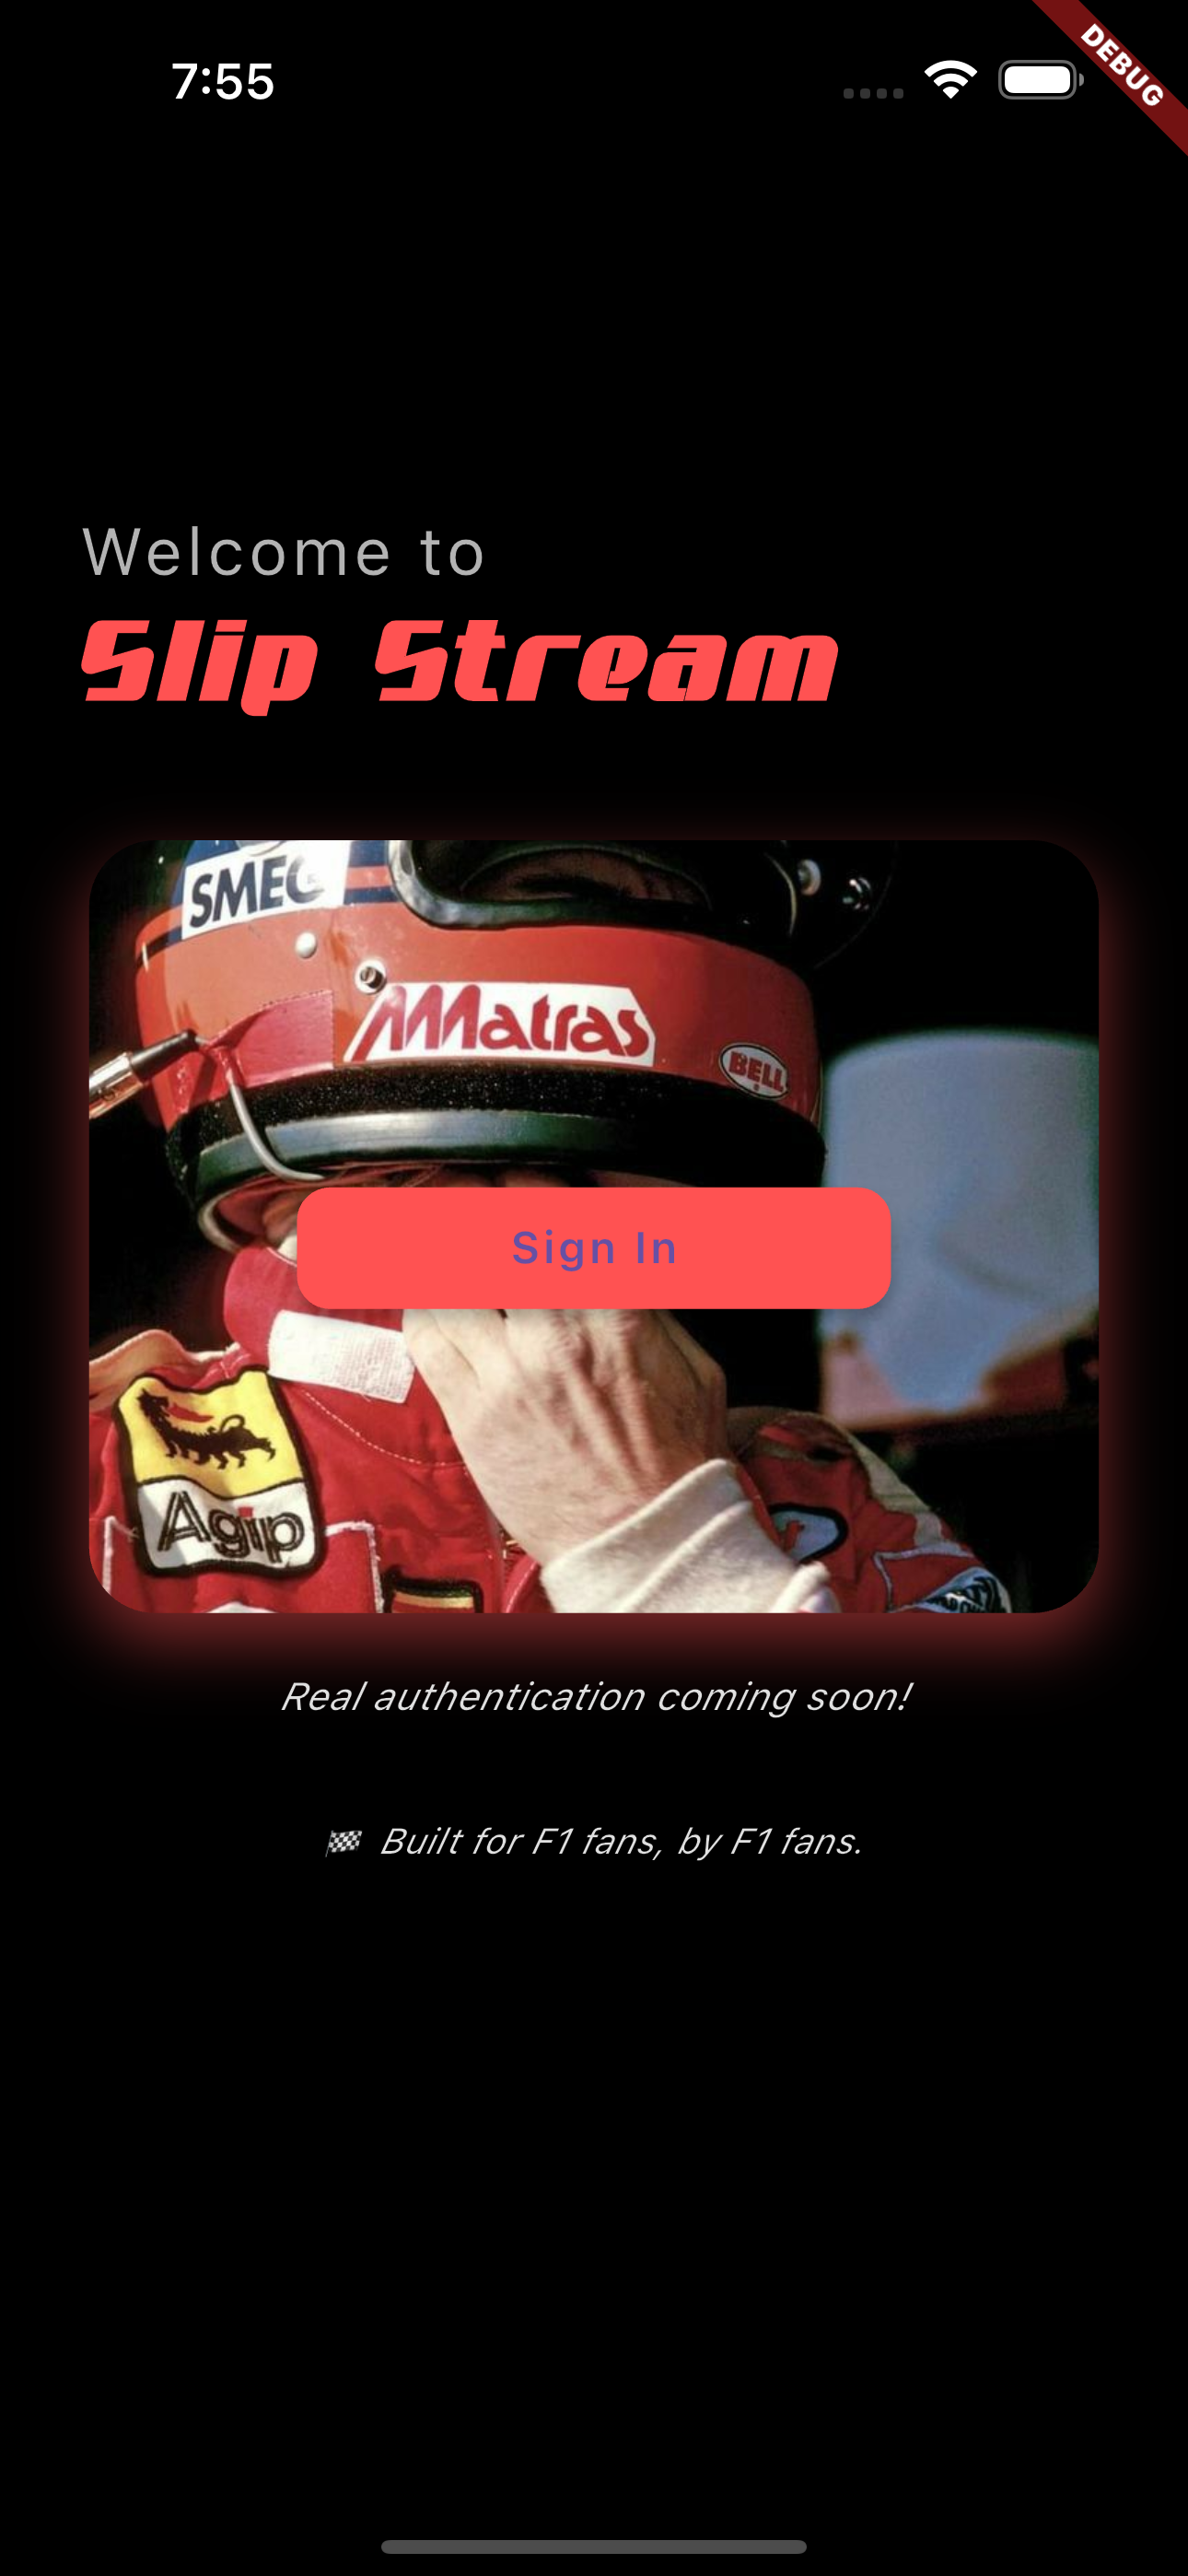 7:55
DEBUG
Welcome to
Slip Stream
SMEG
Matras
BELL
Sign In
Agip
Real authentication coming soon!
🏁 Built for F1 fans, by F1 fans.